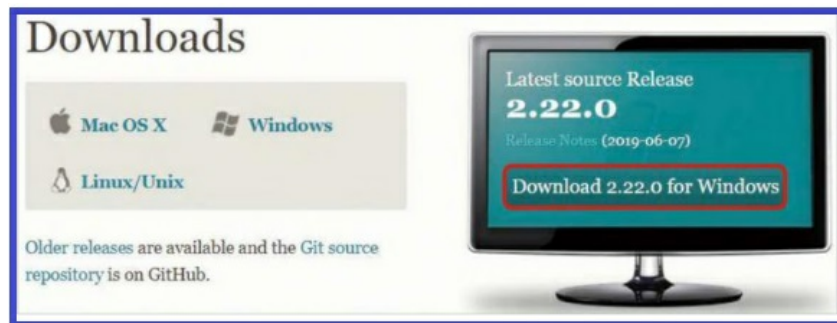 Downloads
Mac OS X
Windows
Linux/Unix
Older releases are available and the Git source
repository is on GitHub.
Latest source Release
2.22.0
Release Notes (2019-06-07)
Download 2.22.0 for Windows